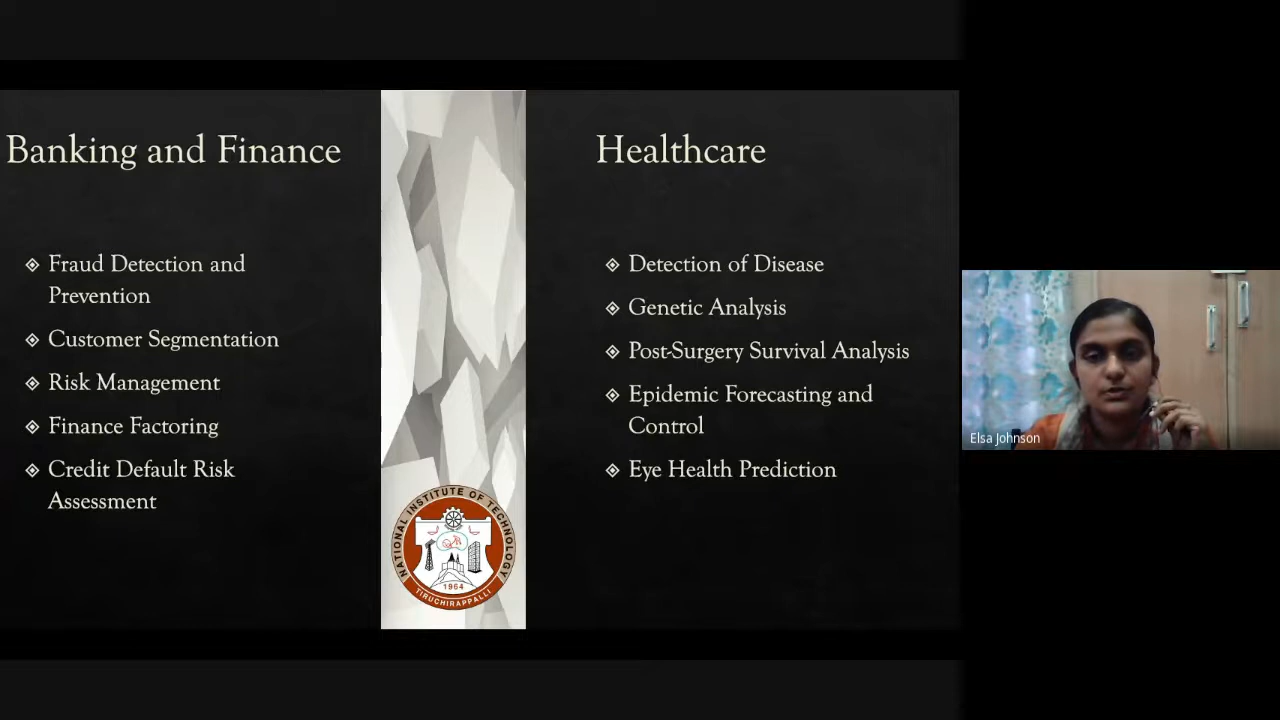 Banking and Finance
Fraud Detection and
Prevention
Customer Segmentation
Risk Management
Finance Factoring
Credit Default Risk
Assessment
NATIONAL INSTITUTE OF TECHNOLOGY
1964
TIRUCHIRAPPALLI
Healthcare
Detection of Disease
Genetic Analysis
Post-Surgery Survival Analysis
Epidemic Forecasting and
Control
Eye Health Prediction
Elsa Johnson